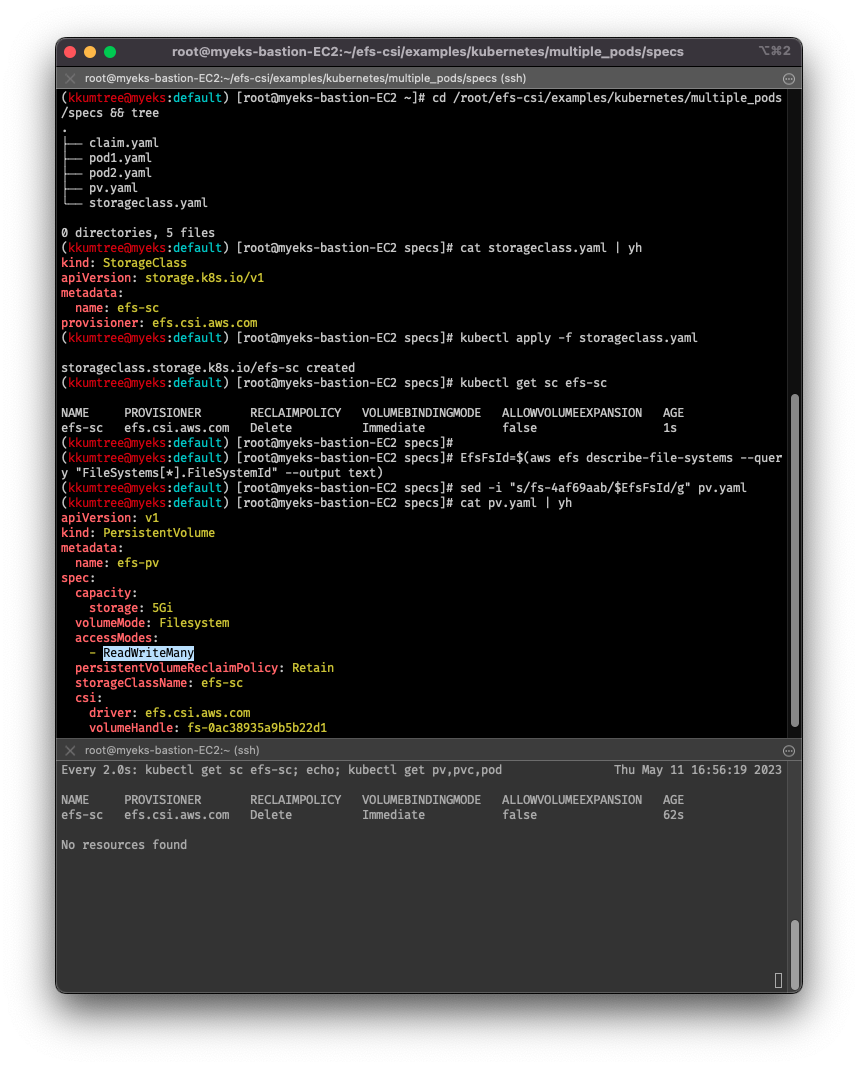 root@myeks-bastion-EC2:~/efs-csi/examples/kubernetes/multiple_pods/specs ⌥⌘2
root@myeks-bastion-EC2:~/efs-csi/examples/kubernetes/multiple_pods/specs (ssh)
(kkumtree@myeks:default) [root@myeks-bastion-EC2 ~]# cd /root/efs-csi/examples/kubernetes/multiple_pods
/specs && tree
.
├── claim.yaml
├── pod1.yaml
├── pod2.yaml
├── pv.yaml
└── storageclass.yaml
0 directories, 5 files
(kkumtree@myeks:default) [root@myeks-bastion-EC2 specs]# cat storageclass.yaml | yh
kind: StorageClass
apiVersion: storage.k8s.io/v1
metadata:
  name: efs-sc
provisioner: efs.csi.aws.com
(kkumtree@myeks:default) [root@myeks-bastion-EC2 specs]# kubectl apply -f storageclass.yaml
storageclass.storage.k8s.io/efs-sc created
(kkumtree@myeks:default) [root@myeks-bastion-EC2 specs]# kubectl get sc efs-sc
NAME     PROVISIONER       RECLAIMPOLICY   VOLUMEBINDINGMODE   ALLOWVOLUMEEXPANSION   AGE
efs-sc   efs.csi.aws.com   Delete          Immediate           false                  1s
(kkumtree@myeks:default) [root@myeks-bastion-EC2 specs]#
(kkumtree@myeks:default) [root@myeks-bastion-EC2 specs]# EfsFsId=$(aws efs describe-file-systems --quer
y "FileSystems[*].FileSystemId" --output text)
(kkumtree@myeks:default) [root@myeks-bastion-EC2 specs]# sed -i "s/fs-4af69aab/$EfsFsId/g" pv.yaml
(kkumtree@myeks:default) [root@myeks-bastion-EC2 specs]# cat pv.yaml | yh
apiVersion: v1
kind: PersistentVolume
metadata:
  name: efs-pv
spec:
  capacity:
    storage: 5Gi
  volumeMode: Filesystem
  accessModes:
    - ReadWriteMany
  persistentVolumeReclaimPolicy: Retain
  storageClassName: efs-sc
  csi:
    driver: efs.csi.aws.com
    volumeHandle: fs-0ac38935a9b5b22d1
root@myeks-bastion-EC2:~ (ssh)
Every 2.0s: kubectl get sc efs-sc; echo; kubectl get pv,pvc,pod                Thu May 11 16:56:19 2023
NAME     PROVISIONER       RECLAIMPOLICY   VOLUMEBINDINGMODE   ALLOWVOLUMEEXPANSION   AGE
efs-sc   efs.csi.aws.com   Delete          Immediate           false                  62s
No resources found